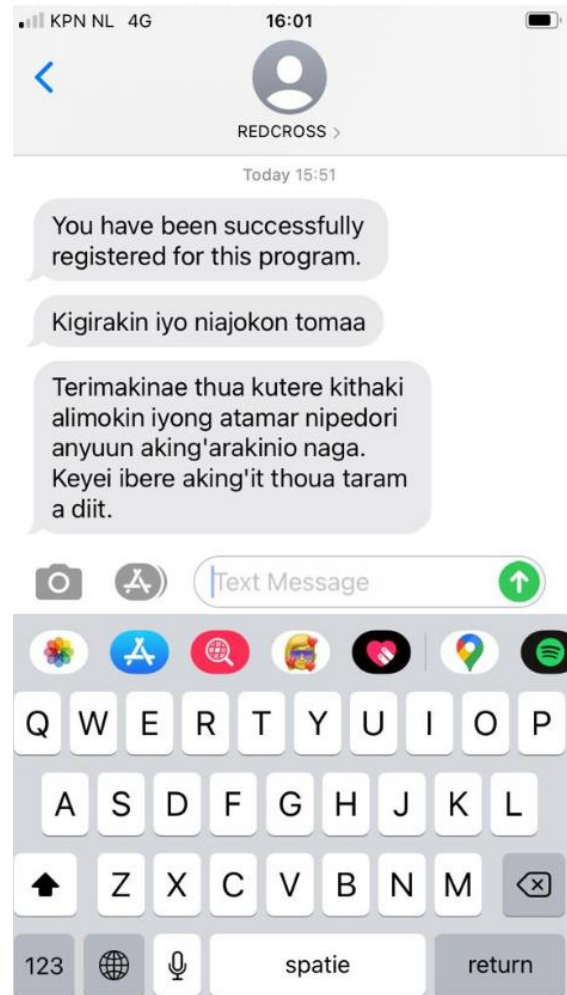 KPN NL 4G 16:01
REDCROSS >
Today 15:51
You have been successfully
registered for this program.
Kigirakin iyo niajokon tomaa
Terimakinae thua kutere kithaki
alimokin iyong atamar nipedori
anyuun aking'arakinio naga.
Keyei ibere aking'it thoua taram
a diit.
Text Message
Q W E R T Y U I O P
A S D F G H J K L
Z X C V B N M
123 spatie return